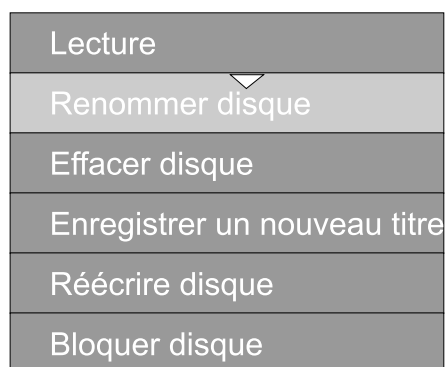 Lecture
Renommer disque
Effacer disque
Enregistrer un nouveau titre
Réécrire disque
Bloquer disque